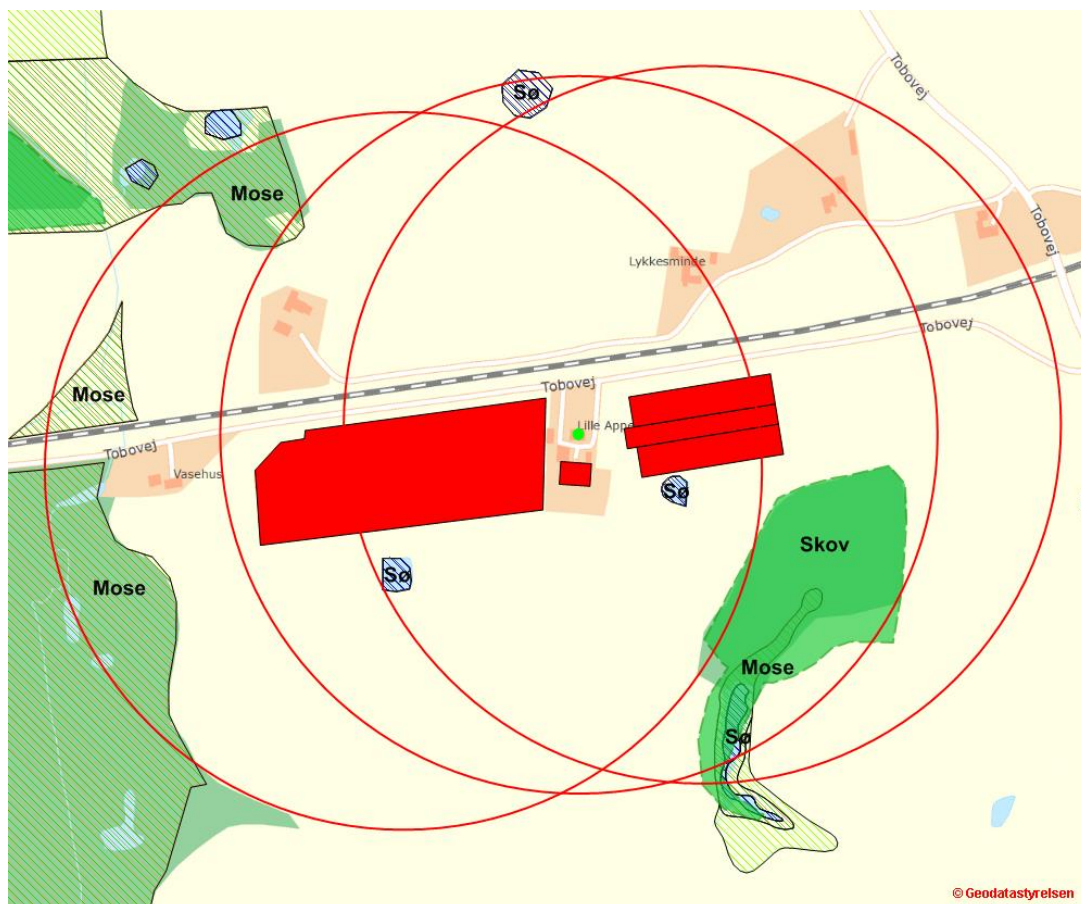 Tobovej
Sø
Mose
Tobovej
Lykkesminde
Tobovej
Tobovej
Mose
Lille Appe
Tobovej
Vasehus
Sø
Skov
Sø
Mose
Mose
Sø
© Geodatastyrelsen